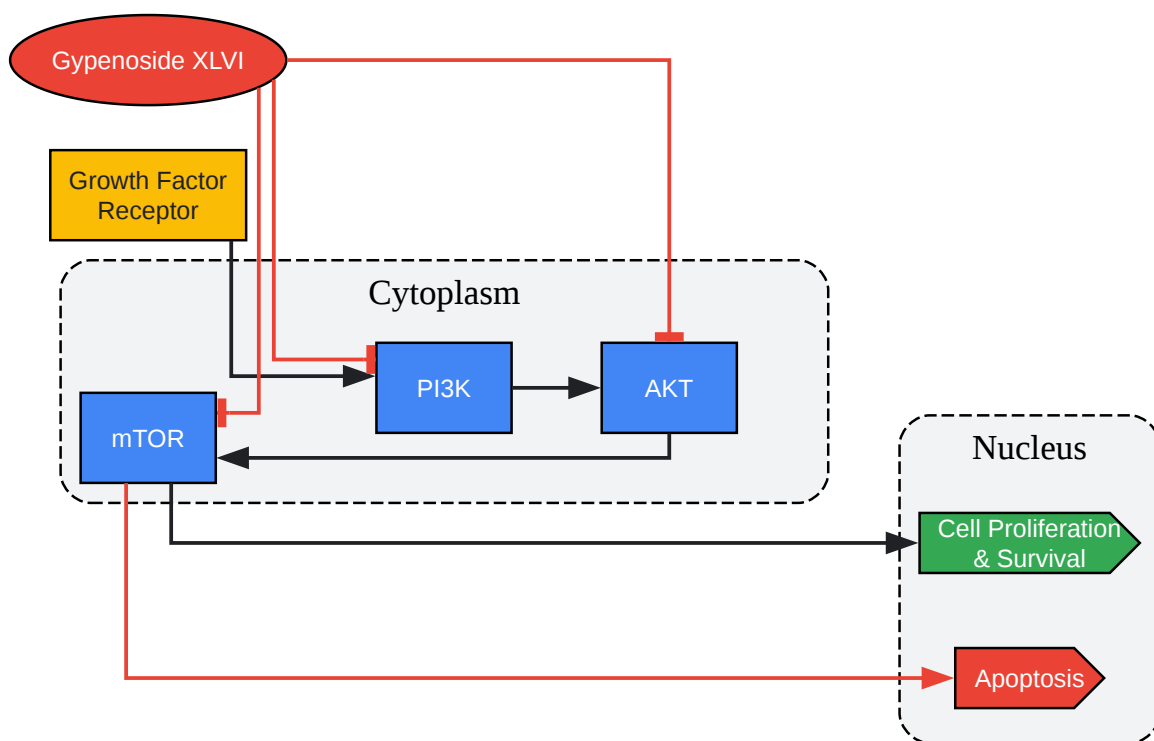 Gypenoside XLVI
Growth Factor
Receptor
Cytoplasm
PI3K
AKT
mTOR
Nucleus
Cell Proliferation
& Survival
Apoptosis